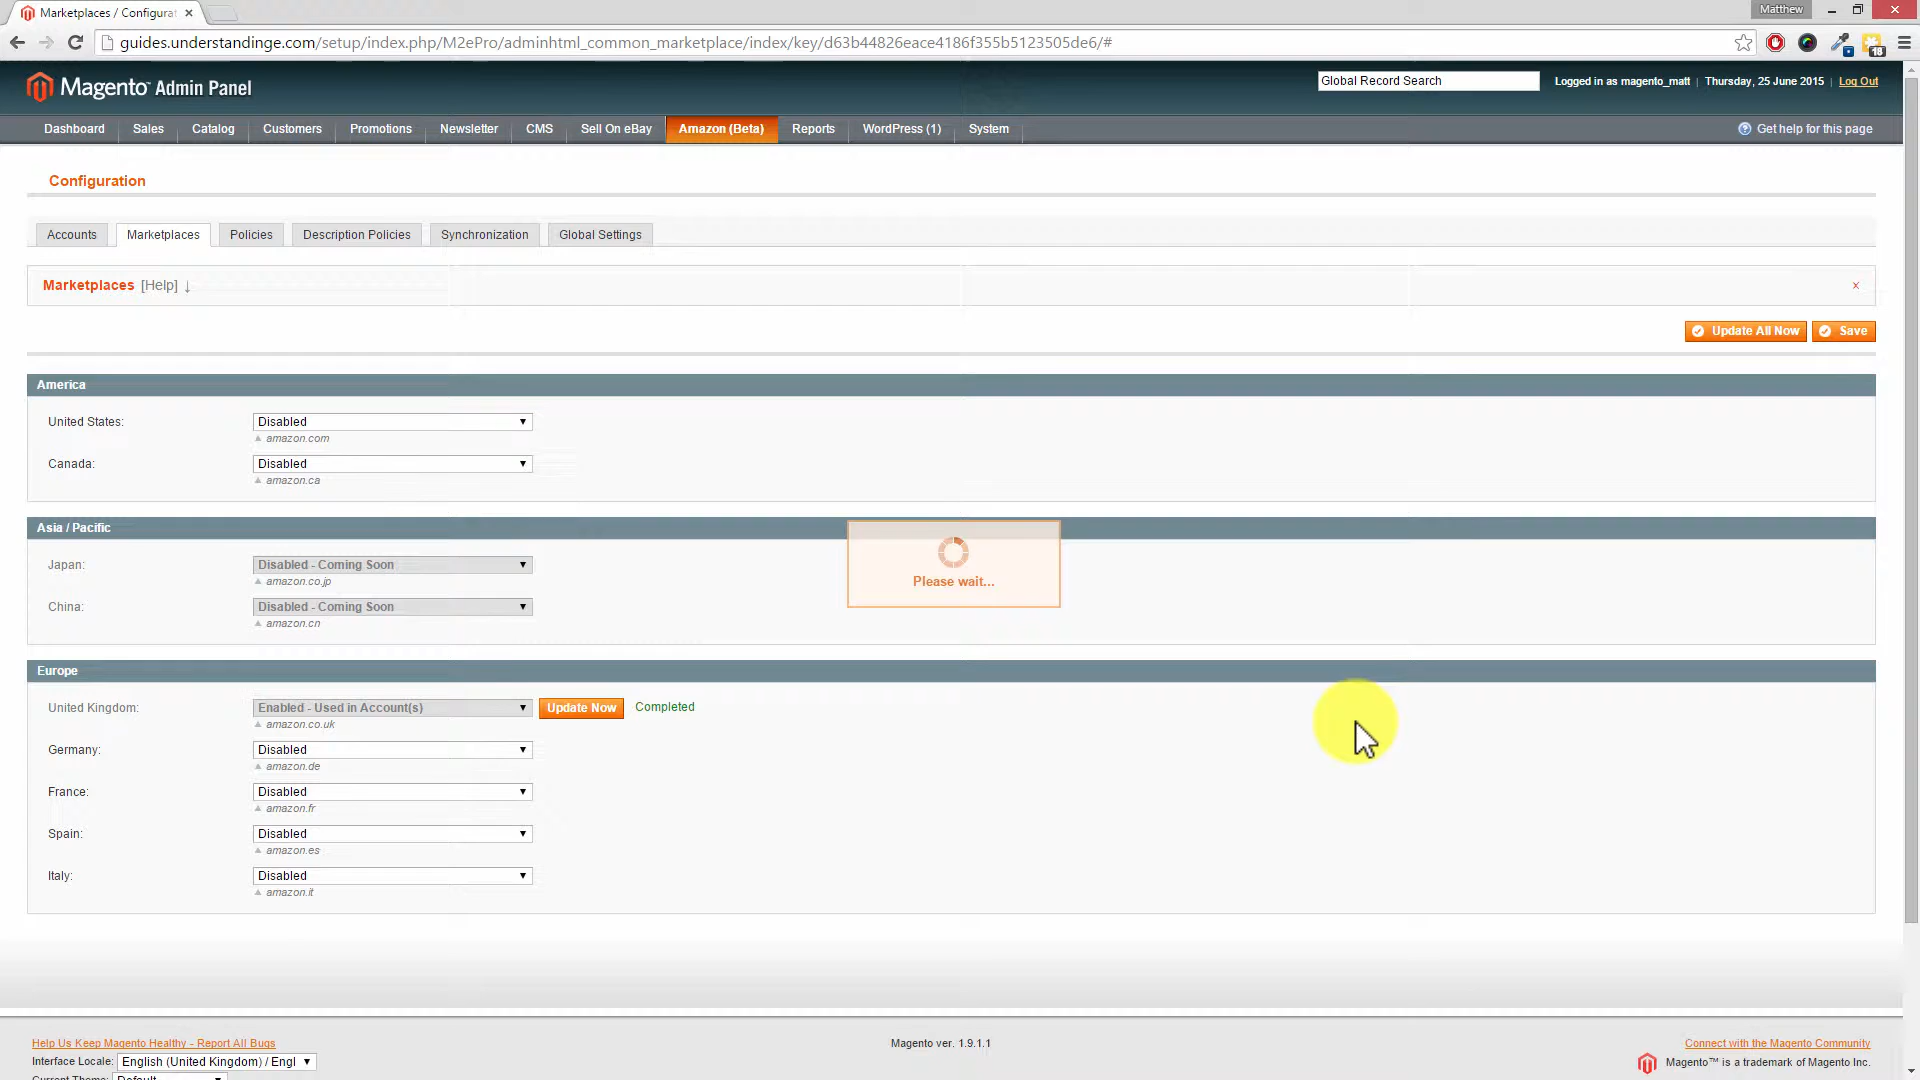 Marketplaces / Configurat
Matthew
guides.understandinge.com/setup/index.php/M2ePro/adminhtml_common_marketplace/index/key/d63b44826eace4186f355b5123505de6/#
18
Magento™ Admin Panel
Global Record Search
Logged in as magento_matt | Thursday, 25 June 2015 | Log Out
Dashboard
Sales
Catalog
Customers
Promotions
Newsletter
CMS
Sell On eBay
Amazon (Beta)
Reports
WordPress (1)
System
Get help for this page
Configuration
Accounts
Marketplaces
Policies
Description Policies
Synchronization
Global Settings
Marketplaces [Help] ↓
x
Update All Now
Save
America
United States:
Disabled
amazon.com
Canada:
Disabled
amazon.ca
Asia / Pacific
Japan:
Disabled - Coming Soon
amazon.co.jp
China:
Disabled - Coming Soon
amazon.cn
Please wait...
Europe
United Kingdom:
Enabled - Used in Account(s)
Update Now
Completed
amazon.co.uk
Germany:
Disabled
amazon.de
France:
Disabled
amazon.fr
Spain:
Disabled
amazon.es
Italy:
Disabled
amazon.it
Help Us Keep Magento Healthy - Report All Bugs
Magento ver. 1.9.1.1
Connect with the Magento Community
Interface Locale: English (United Kingdom) / Engl
Magento™ is a trademark of Magento Inc.
Current Theme: Default